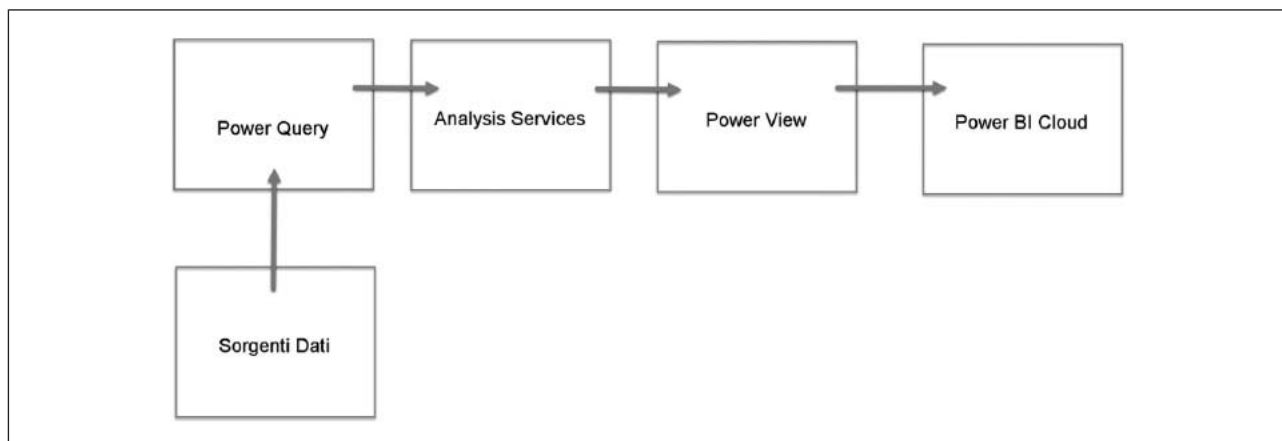 Power Query
Analysis Services
Power View
Power BI Cloud
Sorgenti Dati